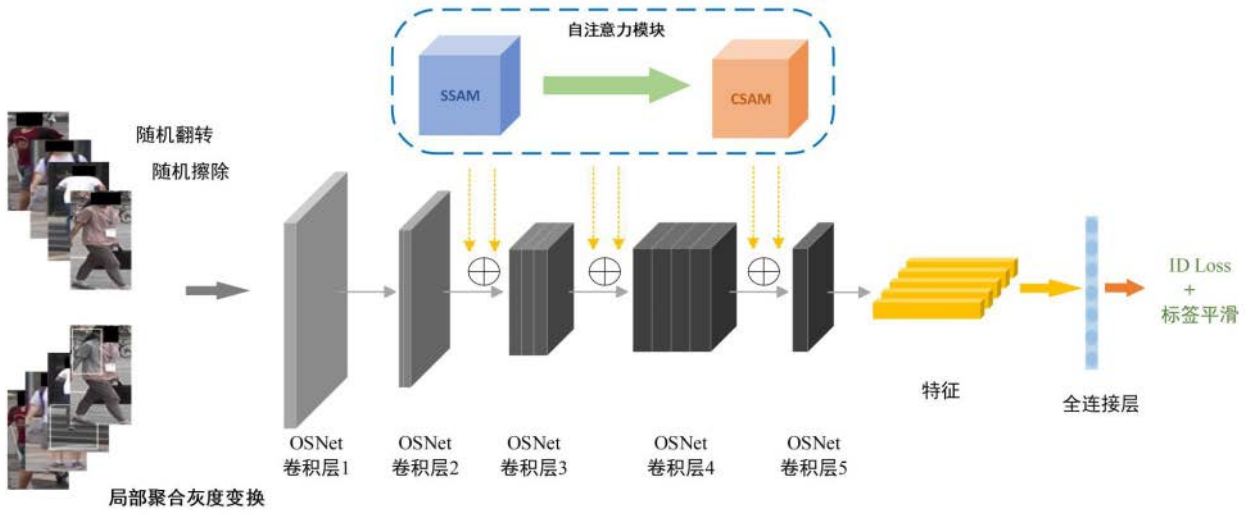 自注意力模块
SSAM
CSAM
随机翻转
随机擦除
ID Loss
+
标签平滑
特征
全连接层
OSNet
卷积层1
OSNet
卷积层2
OSNet
卷积层3
OSNet
卷积层4
OSNet
卷积层5
局部聚合灰度变换